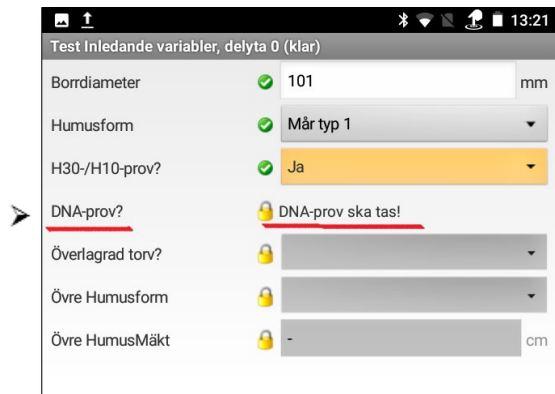 13:21
Test Inledande variabler, delyta 0 (klar)
Borrdiameter 101 mm
Humusform Mår typ 1
H30-/H10-prov? Ja
DNA-prov? DNA-prov ska tas!
Överlagrad torv?
Övre Humusform
Övre HumusMäkt - cm